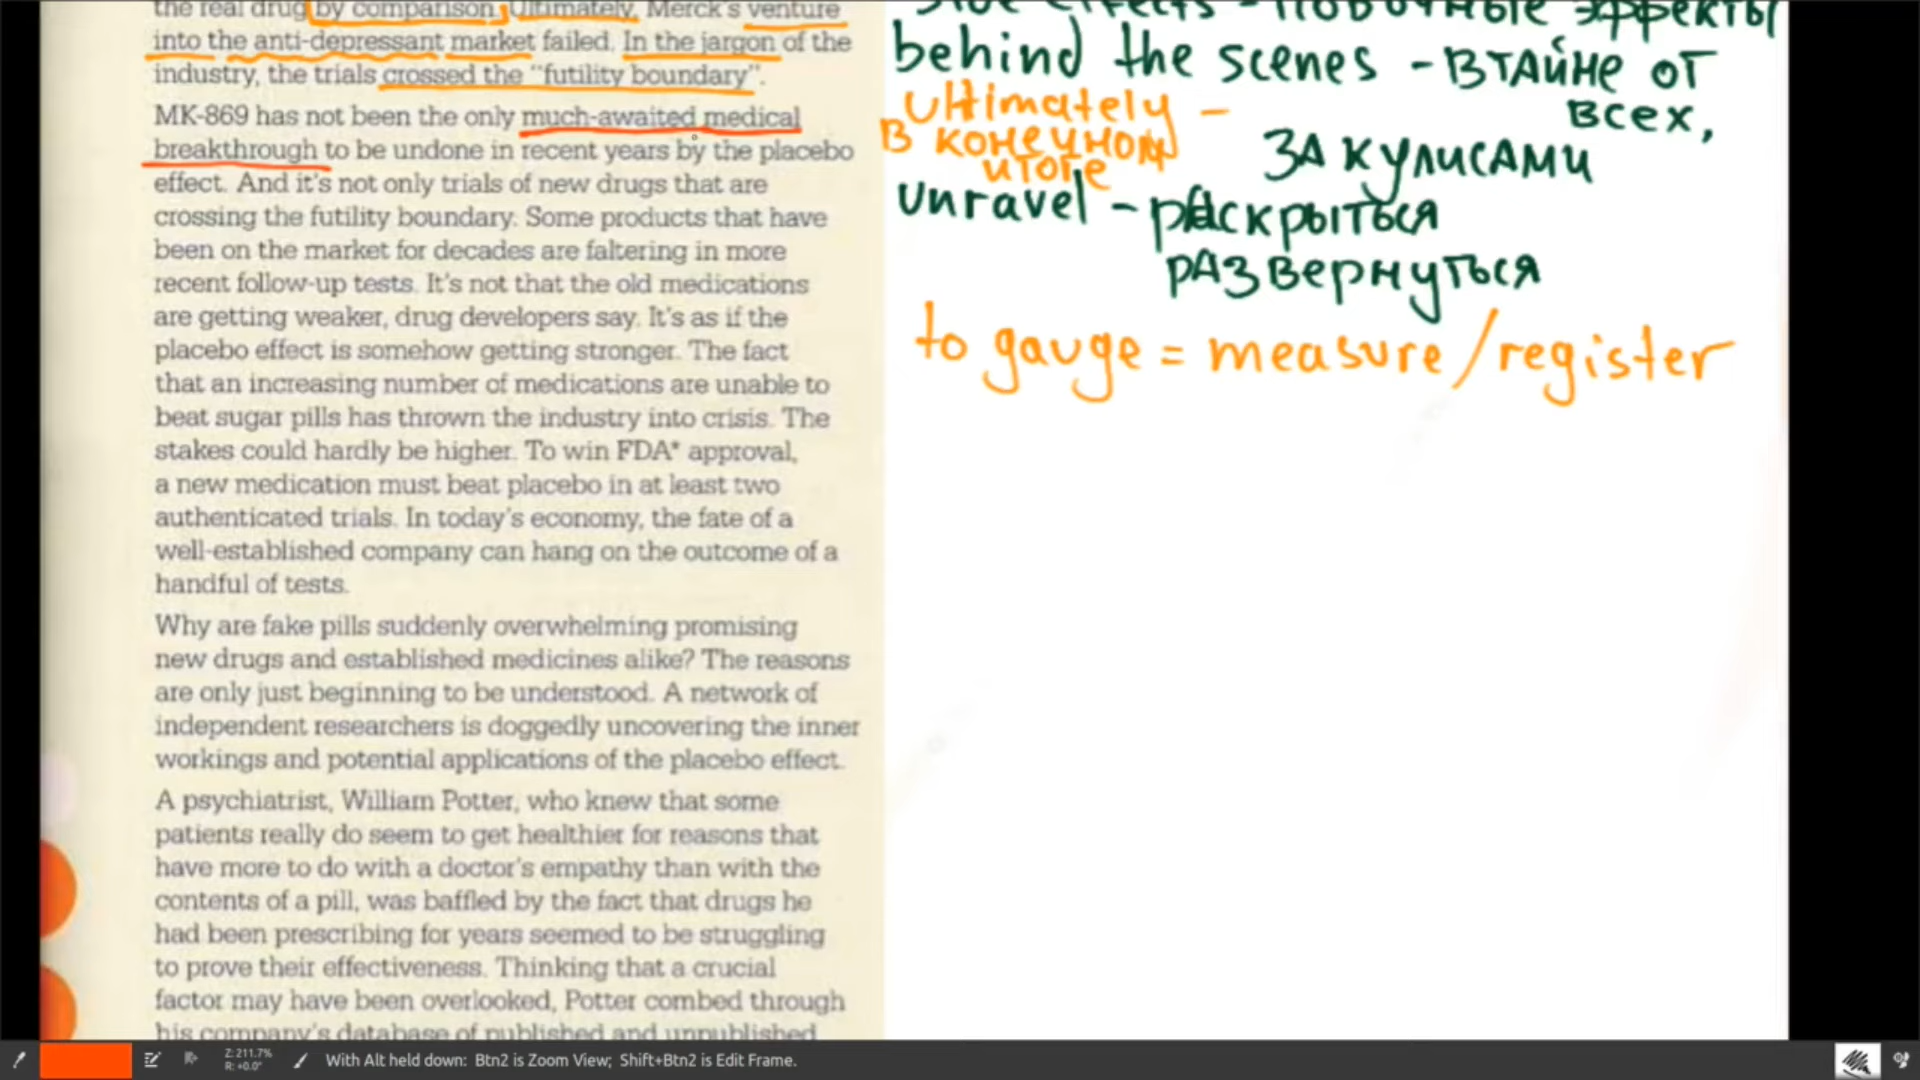 the real drug by comparison. Ultimately, Merck's venture
into the anti-depressant market failed. In the jargon of the
industry, the trials crossed the "futility boundary".
MK-869 has not been the only much-awaited medical
breakthrough to be undone in recent years by the placebo
effect. And it's not only trials of new drugs that are
crossing the futility boundary. Some products that have
been on the market for decades are faltering in more
recent follow-up tests. It's not that the old medications
are getting weaker, drug developers say. It's as if the
placebo effect is somehow getting stronger. The fact
that an increasing number of medications are unable to
beat sugar pills has thrown the industry into crisis. The
stakes could hardly be higher. To win FDA* approval,
a new medication must beat placebo in at least two
authenticated trials. In today's economy, the fate of a
well-established company can hang on the outcome of a
handful of tests.
Why are fake pills suddenly overwhelming promising
new drugs and established medicines alike? The reasons
are only just beginning to be understood. A network of
independent researchers is doggedly uncovering the inner
workings and potential applications of the placebo effect.
A psychiatrist, William Potter, who knew that some
patients really do seem to get healthier for reasons that
have more to do with a doctor's empathy than with the
contents of a pill, was baffled by the fact that drugs he
had been prescribing for years seemed to be struggling
to prove their effectiveness. Thinking that a crucial
factor may have been overlooked, Potter combed through
his company's database of published and unpublished
side effects - побочные эффекты
behind the scenes - втайне от
всех,
за кулисами
ultimately -
в конечном
итоге
unravel - раскрыться
развернуться
to gauge = measure / register
Z: 211.7%
R: +0.0°
With Alt held down: Btn2 is Zoom View; Shift+Btn2 is Edit Frame.